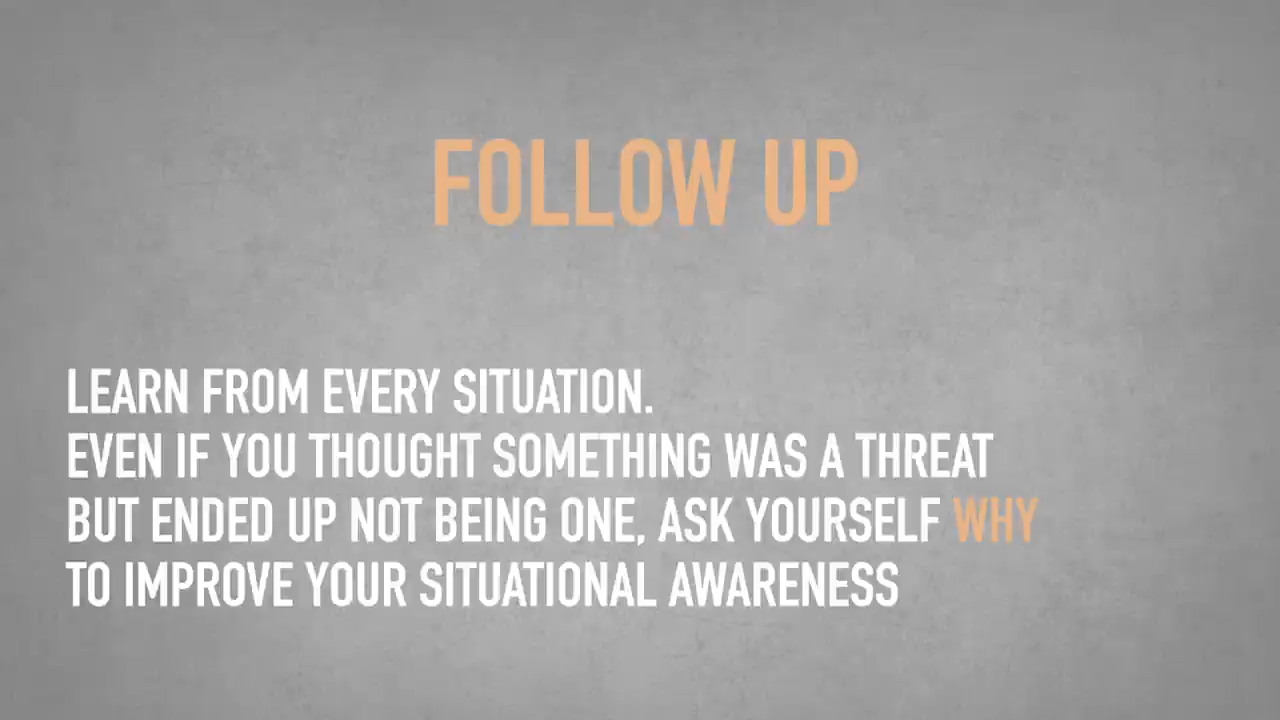 FOLLOW UP
LEARN FROM EVERY SITUATION.
EVEN IF YOU THOUGHT SOMETHING WAS A THREAT
BUT ENDED UP NOT BEING ONE, ASK YOURSELF WHY
TO IMPROVE YOUR SITUATIONAL AWARENESS